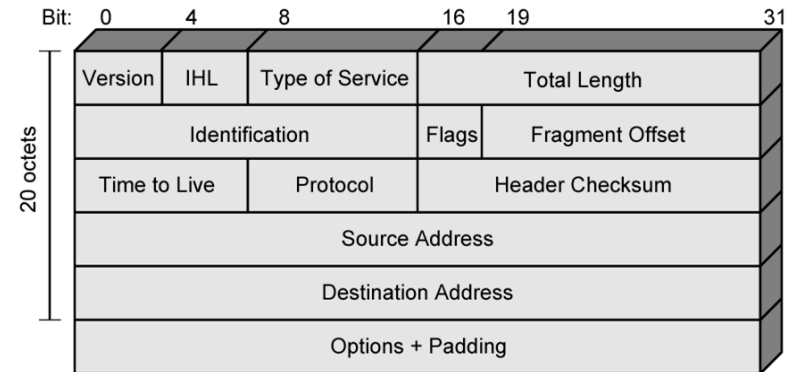 Bit: 0 4 8 16 19 31
Version IHL Type of Service Total Length
Identification Flags Fragment Offset
Time to Live Protocol Header Checksum
Source Address
Destination Address
Options + Padding
20 octets